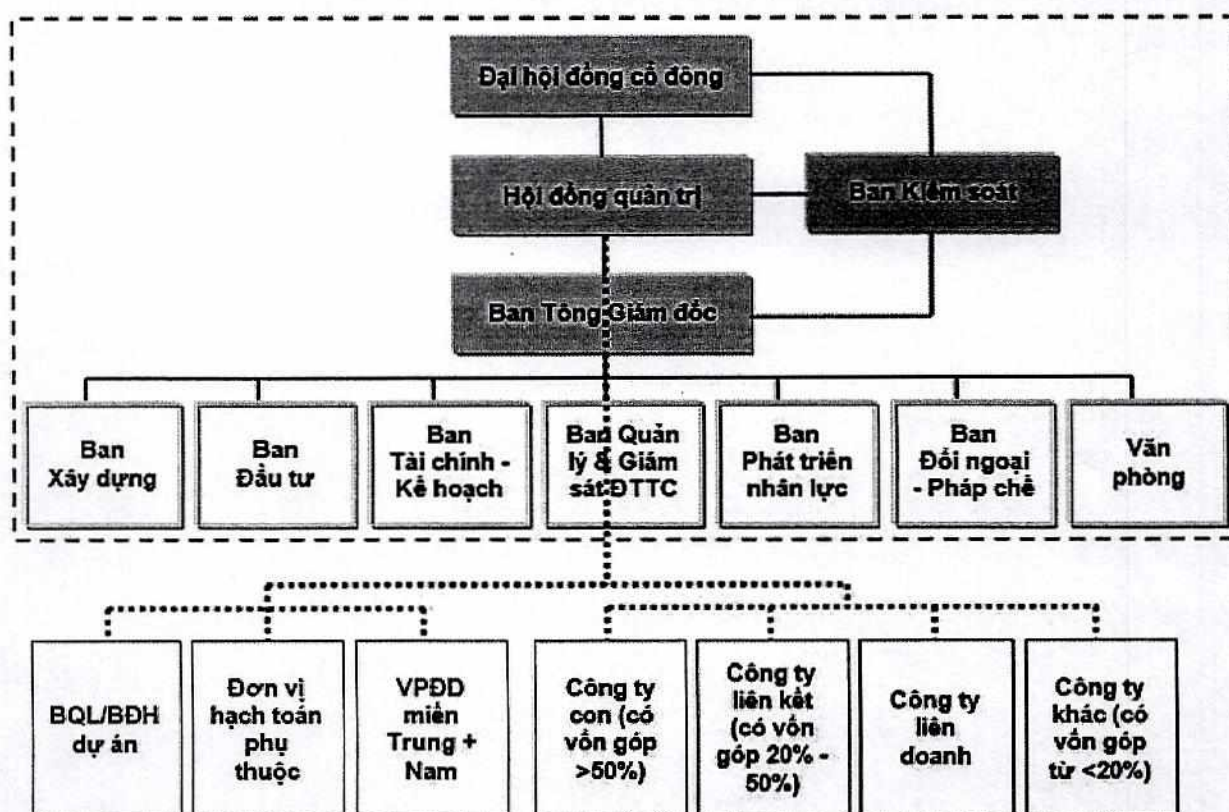 Đại hội đồng cổ đông
Hội đồng quản trị
Ban Kiểm soát
Ban Tổng Giám đốc
Ban
Xây dựng
Ban
Đầu tư
Ban
Tài chính -
Kế hoạch
Ban Quản
lý & Giám
sát ĐTTC
Ban
Phát triển
nhân lực
Ban
Đối ngoại
- Pháp chế
Văn
phòng
BQL/BĐH
dự án
Đơn vị
hạch toán
phụ
thuộc
VPĐD
miền
Trung +
Nam
Công ty
con (có
vốn góp
>50%)
Công ty
liên kết
(có vốn
góp 20% -
50%)
Công ty
liên
doanh
Công ty
khác (có
vốn góp
từ <20%)